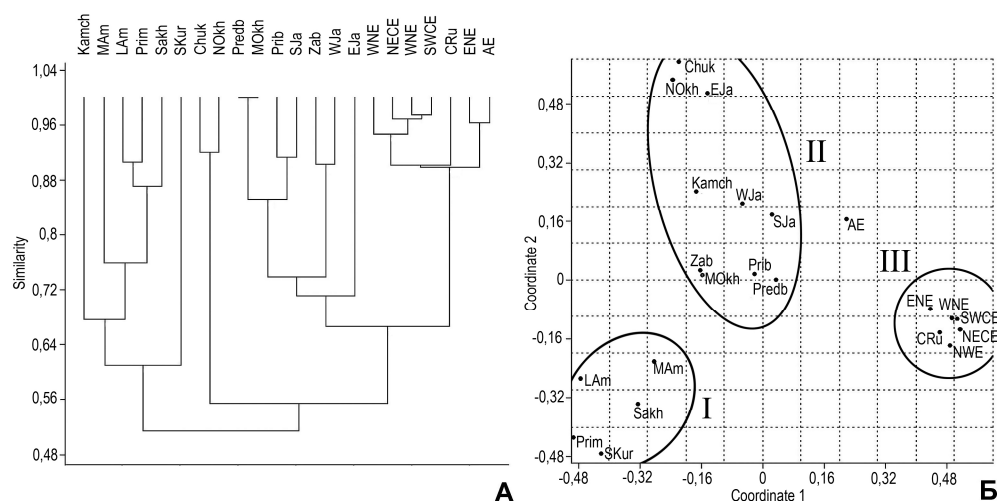 Kamch MAm LAm Prim Sakh SKur Chuk NOkh Predb MOkh Prib SJa Zab WJa EJa WNE NECE WNE SWCE CRu ENE AE
1,04
0,96
0,88
0,8
0,72
0,64
0,56
0,48
Similarity
А
0,48
0,32
0,16
0
-0,16
-0,32
-0,48
Coordinate 2
Chuk
NOkh EJa
II
Kamch WJa
SJa AE
Zab Prib
MOkh Predb
III
ENE WNE
SWCE
CRu NECE
NWE
MAm
LAm
Sakh I
Prim SKur
-0,48 -0,32 -0,16 0 0,16 0,32 0,48
Coordinate 1
Б